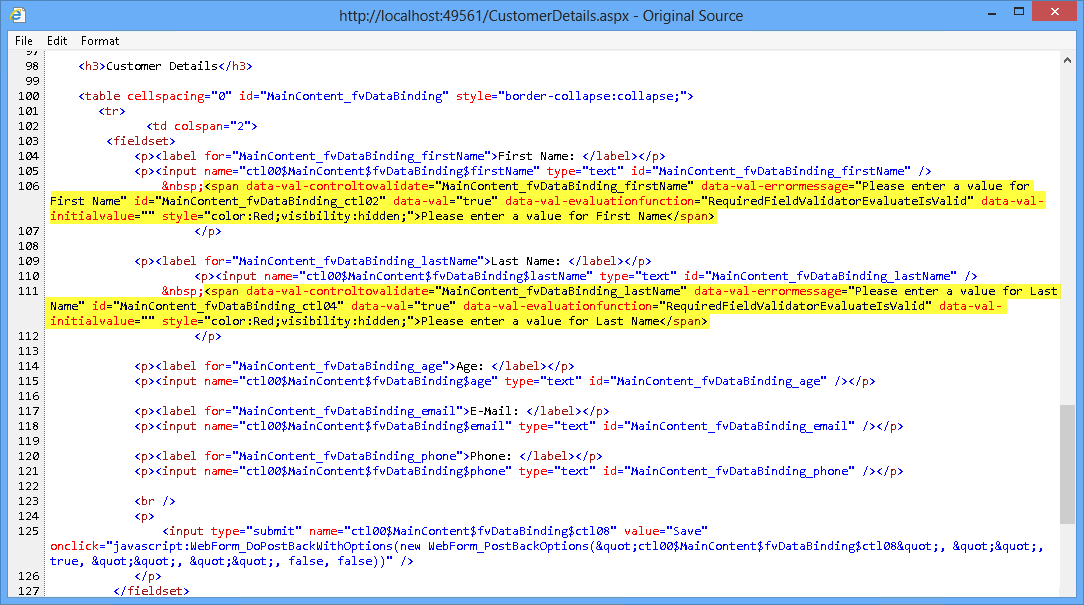 http://localhost:49561/CustomerDetails.aspx - Original Source
File Edit Format
97
98 <h3>Customer Details</h3>
99
100 <table cellspacing="0" id="MainContent_fvDataBinding" style="border-collapse:collapse;">
101 <tr>
102 <td colspan="2">
103 <fieldset>
104 <p><label for="MainContent_fvDataBinding_firstName">First Name: </label></p>
105 <p><input name="ctl00$MainContent$fvDataBinding$firstName" type="text" id="MainContent_fvDataBinding_firstName" />
106 &nbsp;<span data-val-controltovalidate="MainContent_fvDataBinding_firstName" data-val-errormessage="Please enter a value for
First Name" id="MainContent_fvDataBinding_ctl02" data-val="true" data-val-evaluationfunction="RequiredFieldValidatorEvaluateIsValid" data-val-
initialvalue="" style="color:Red;visibility:hidden;">Please enter a value for First Name</span>
107 </p>
108
109 <p><label for="MainContent_fvDataBinding_lastName">Last Name: </label></p>
110 <p><input name="ctl00$MainContent$fvDataBinding$lastName" type="text" id="MainContent_fvDataBinding_lastName" />
111 &nbsp;<span data-val-controltovalidate="MainContent_fvDataBinding_lastName" data-val-errormessage="Please enter a value for Last
Name" id="MainContent_fvDataBinding_ctl04" data-val="true" data-val-evaluationfunction="RequiredFieldValidatorEvaluateIsValid" data-val-
initialvalue="" style="color:Red;visibility:hidden;">Please enter a value for Last Name</span>
112 </p>
113
114 <p><label for="MainContent_fvDataBinding_age">Age: </label></p>
115 <p><input name="ctl00$MainContent$fvDataBinding$age" type="text" id="MainContent_fvDataBinding_age" /></p>
116
117 <p><label for="MainContent_fvDataBinding_email">E-Mail: </label></p>
118 <p><input name="ctl00$MainContent$fvDataBinding$email" type="text" id="MainContent_fvDataBinding_email" /></p>
119
120 <p><label for="MainContent_fvDataBinding_phone">Phone: </label></p>
121 <p><input name="ctl00$MainContent$fvDataBinding$phone" type="text" id="MainContent_fvDataBinding_phone" /></p>
122
123 <br />
124 <p>
125 <input type="submit" name="ctl00$MainContent$fvDataBinding$ctl08" value="Save"
onclick="javascript:WebForm_DoPostBackWithOptions(new WebForm_PostBackOptions(&quot;ctl00$MainContent$fvDataBinding$ctl08&quot;, &quot;&quot;,
true, &quot;&quot;, &quot;&quot;, false, false))" />
126 </p>
127 </fieldset>